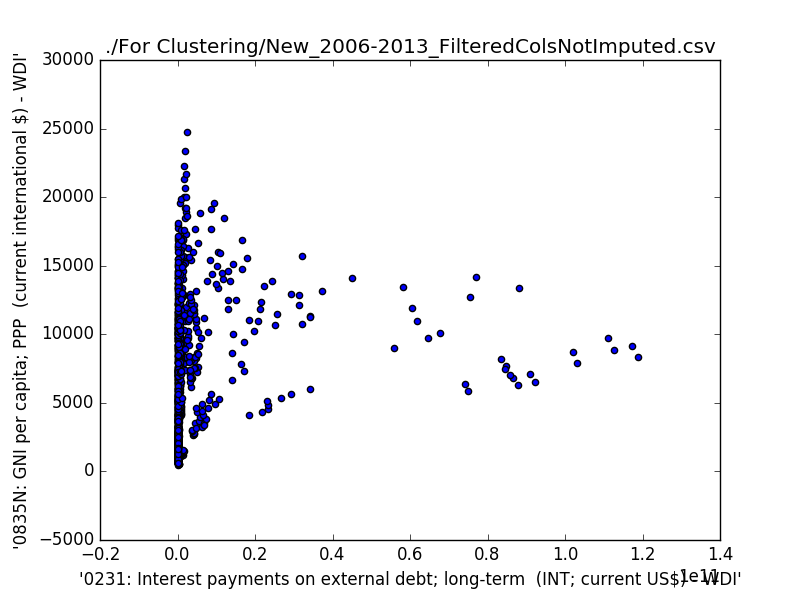 ./For Clustering/New_2006-2013_FilteredColsNotImputed.csv
'0835N: GNI per capita; PPP  (current international $) - WDI'
30000
25000
20000
15000
10000
5000
0
−5000
−0.2 0.0 0.2 0.4 0.6 0.8 1.0 1.2 1.4
1e11
'0231: Interest payments on external debt; long-term  (INT; current US$) - WDI'